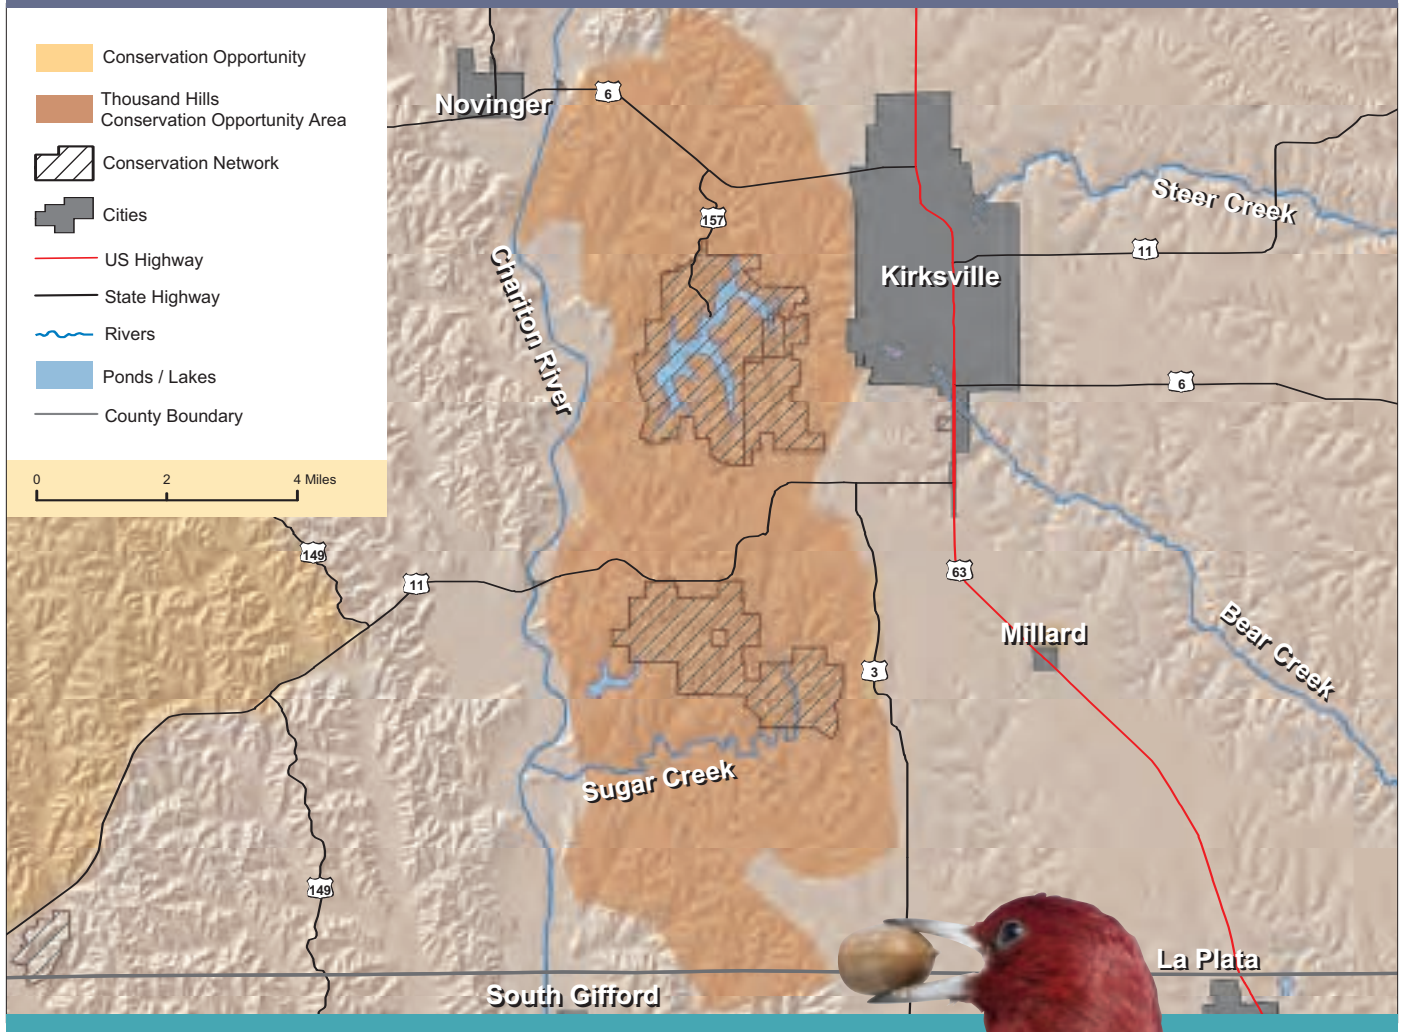 Conservation Opportunity
Thousand Hills
Conservation Opportunity Area
Conservation Network
Cities
US Highway
State Highway
Rivers
Ponds / Lakes
County Boundary
0 2 4 Miles
Novinger
6
157
Steer Creek
11
Kirksville
Chariton River
6
149
11
63
Millard
Bear Creek
3
Sugar Creek
149
La Plata
South Gifford